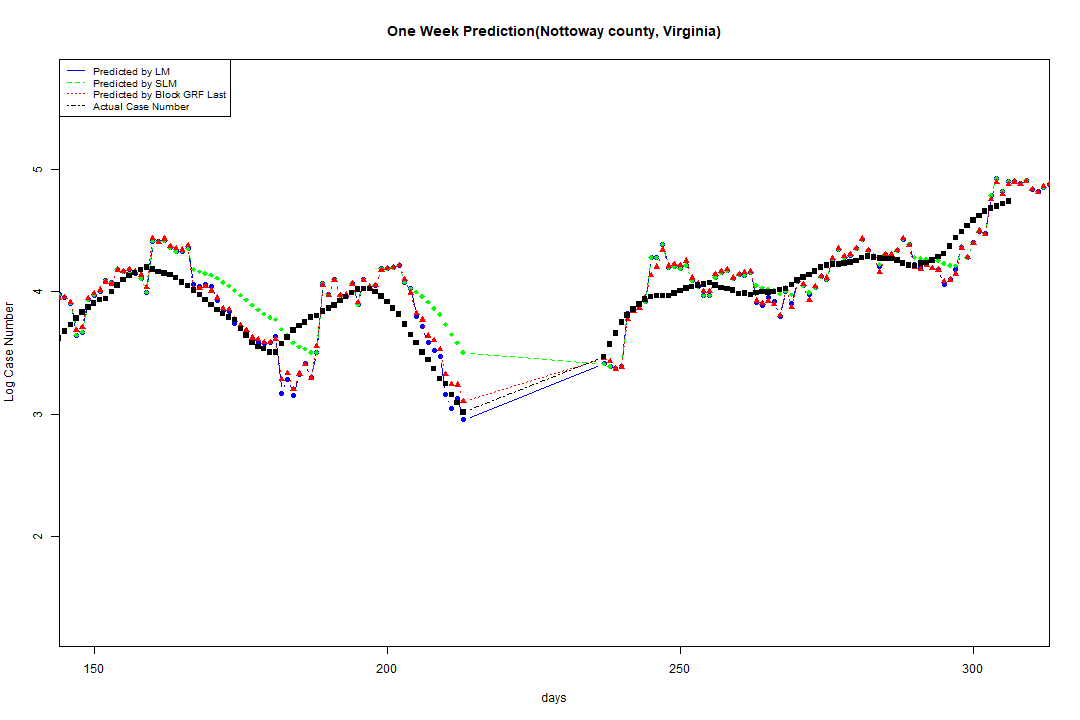 One Week Prediction(Nottoway county, Virginia)
Predicted by LM
Predicted by SLM
Predicted by Block GRF Last
Actual Case Number
5
4
3
2
Log Case Number
150 200 250 300
days